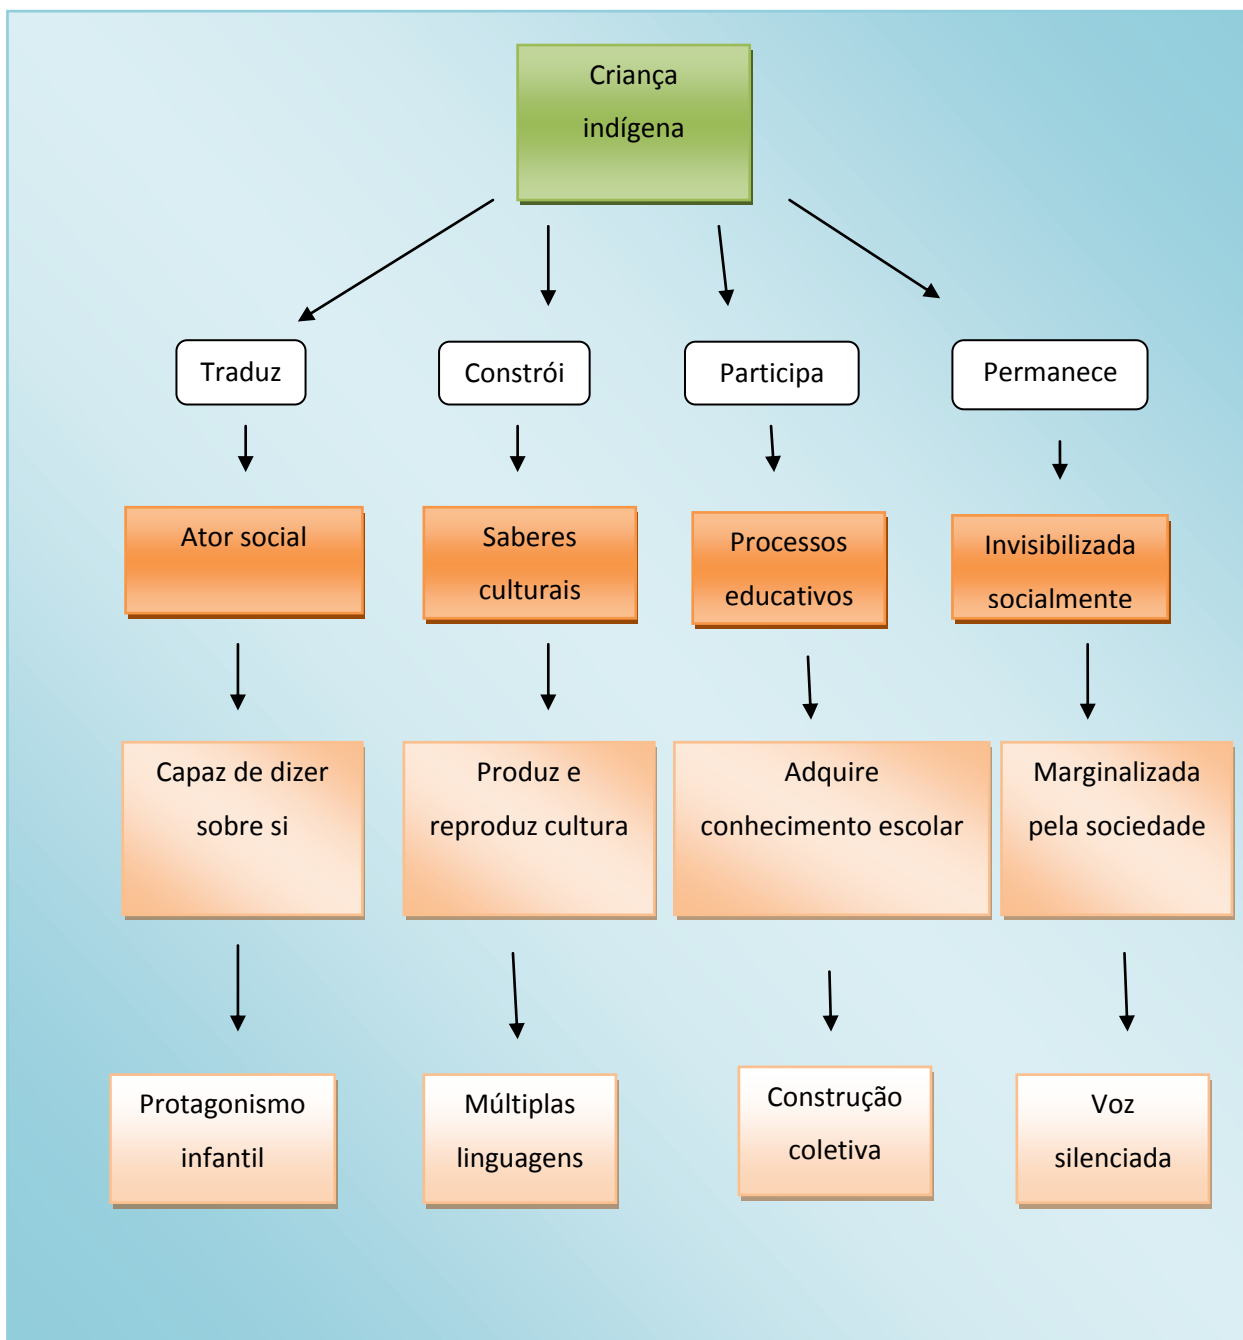 Criança
indígena
Traduz
Constrói
Participa
Permanece
Ator social
Saberes
culturais
Processos
educativos
Invisibilizada
socialmente
Capaz de dizer
sobre si
Produz e
reproduz cultura
Adquire
conhecimento escolar
Marginalizada
pela sociedade
Protagonismo
infantil
Múltiplas
linguagens
Construção
coletiva
Voz
silenciada